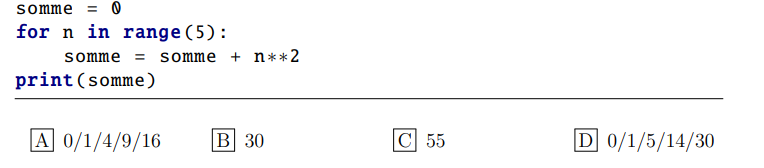 somme = 0
for n in range(5):
    somme = somme + n**2
print(somme)
A 0/1/4/9/16 B 30 C 55 D 0/1/5/14/30